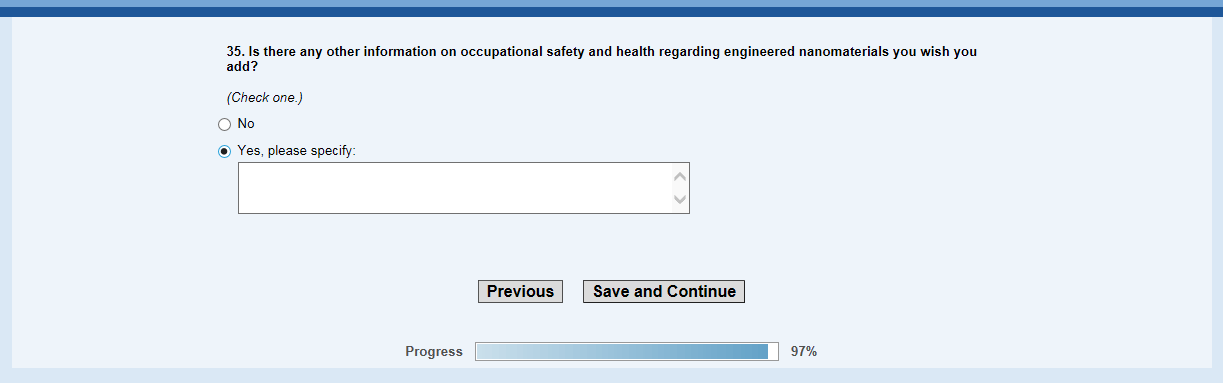 35. Is there any other information on occupational safety and health regarding engineered nanomaterials you wish you
add?
(Check one.)
No
Yes, please specify:
Previous Save and Continue
Progress 97%